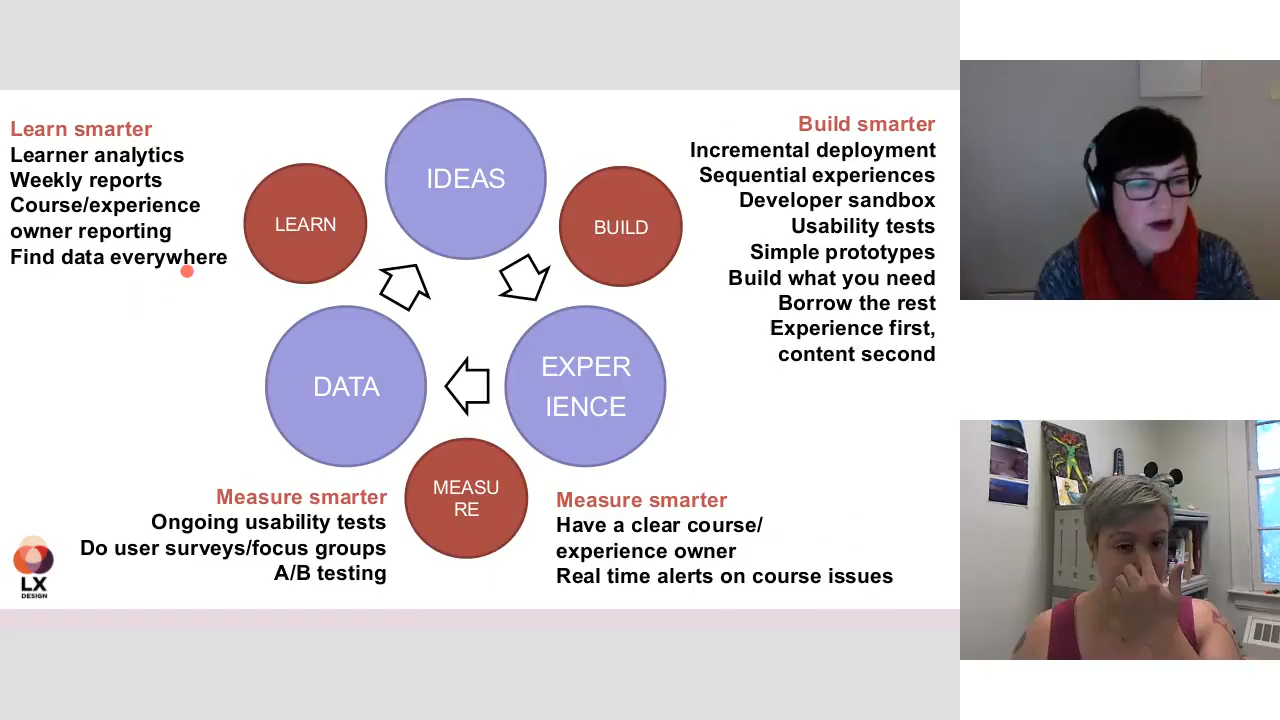 Learn smarter
Learner analytics
Weekly reports
Course/experience
owner reporting
Find data everywhere
LEARN
IDEAS
BUILD
Build smarter
Incremental deployment
Sequential experiences
Developer sandbox
Usability tests
Simple prototypes
Build what you need
Borrow the rest
Experience first,
content second
DATA
EXPER
IENCE
Measure smarter
Ongoing usability tests
Do user surveys/focus groups
A/B testing
MEASU
RE
Measure smarter
Have a clear course/
experience owner
Real time alerts on course issues
LX
DESIGN